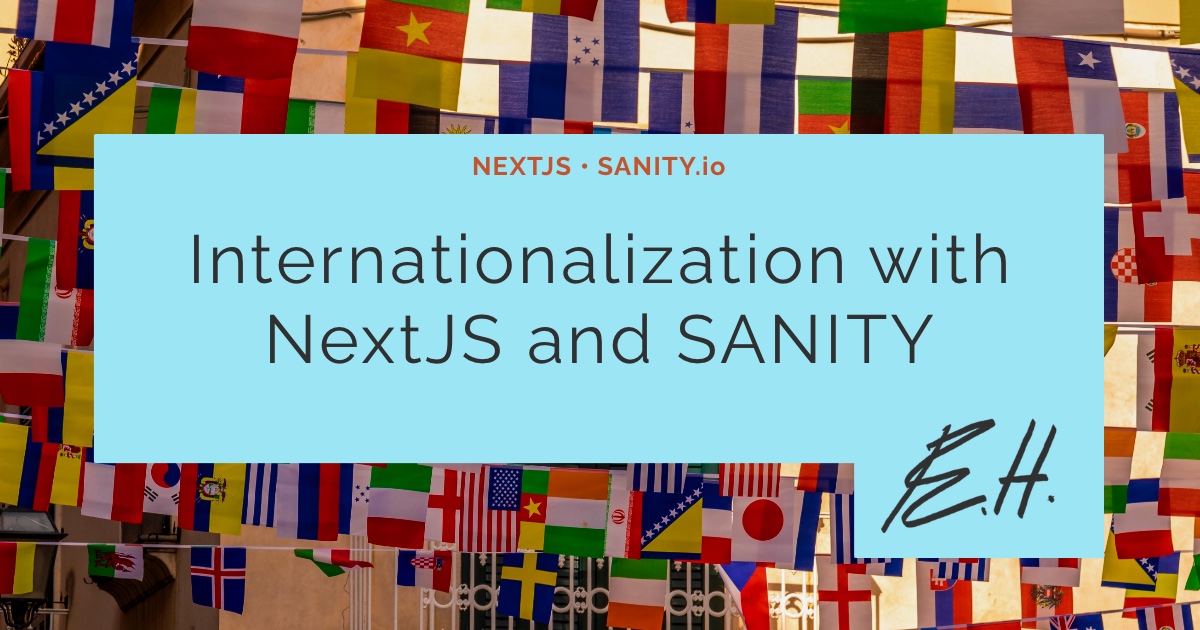 NEXTJS • SANITY.io
Internationalization with
NextJS and SANITY
E.H.